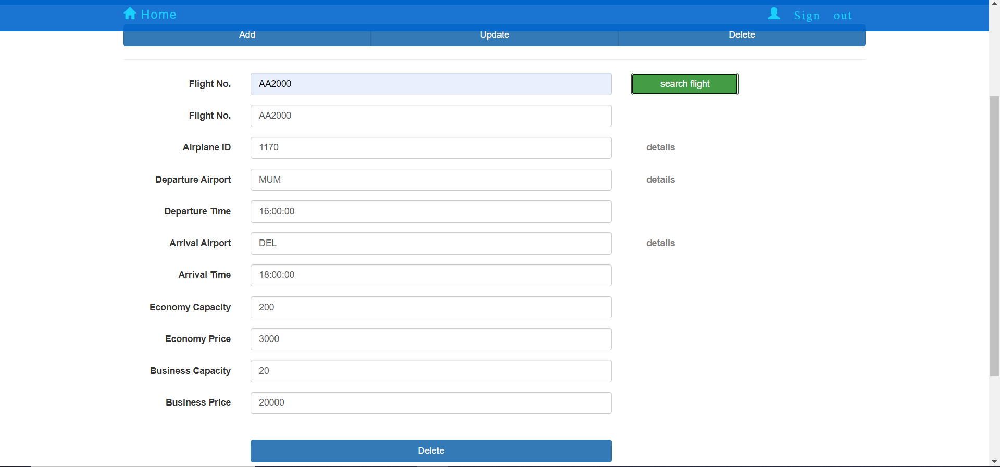 Home Sign out
Add Update Delete
Flight No. AA2000 search flight
Flight No. AA2000
Airplane ID 1170 details
Departure Airport MUM details
Departure Time 16:00:00
Arrival Airport DEL details
Arrival Time 18:00:00
Economy Capacity 200
Economy Price 3000
Business Capacity 20
Business Price 20000
Delete